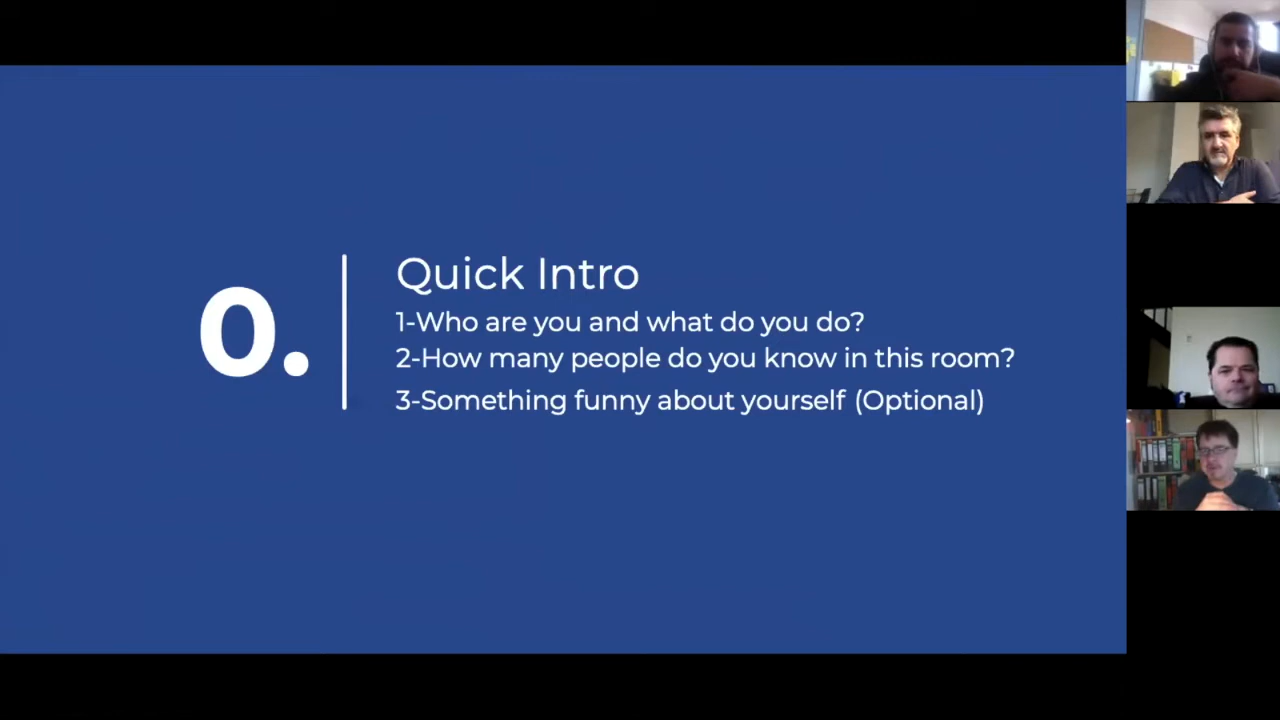 0.
Quick Intro
1-Who are you and what do you do?
2-How many people do you know in this room?
3-Something funny about yourself (Optional)